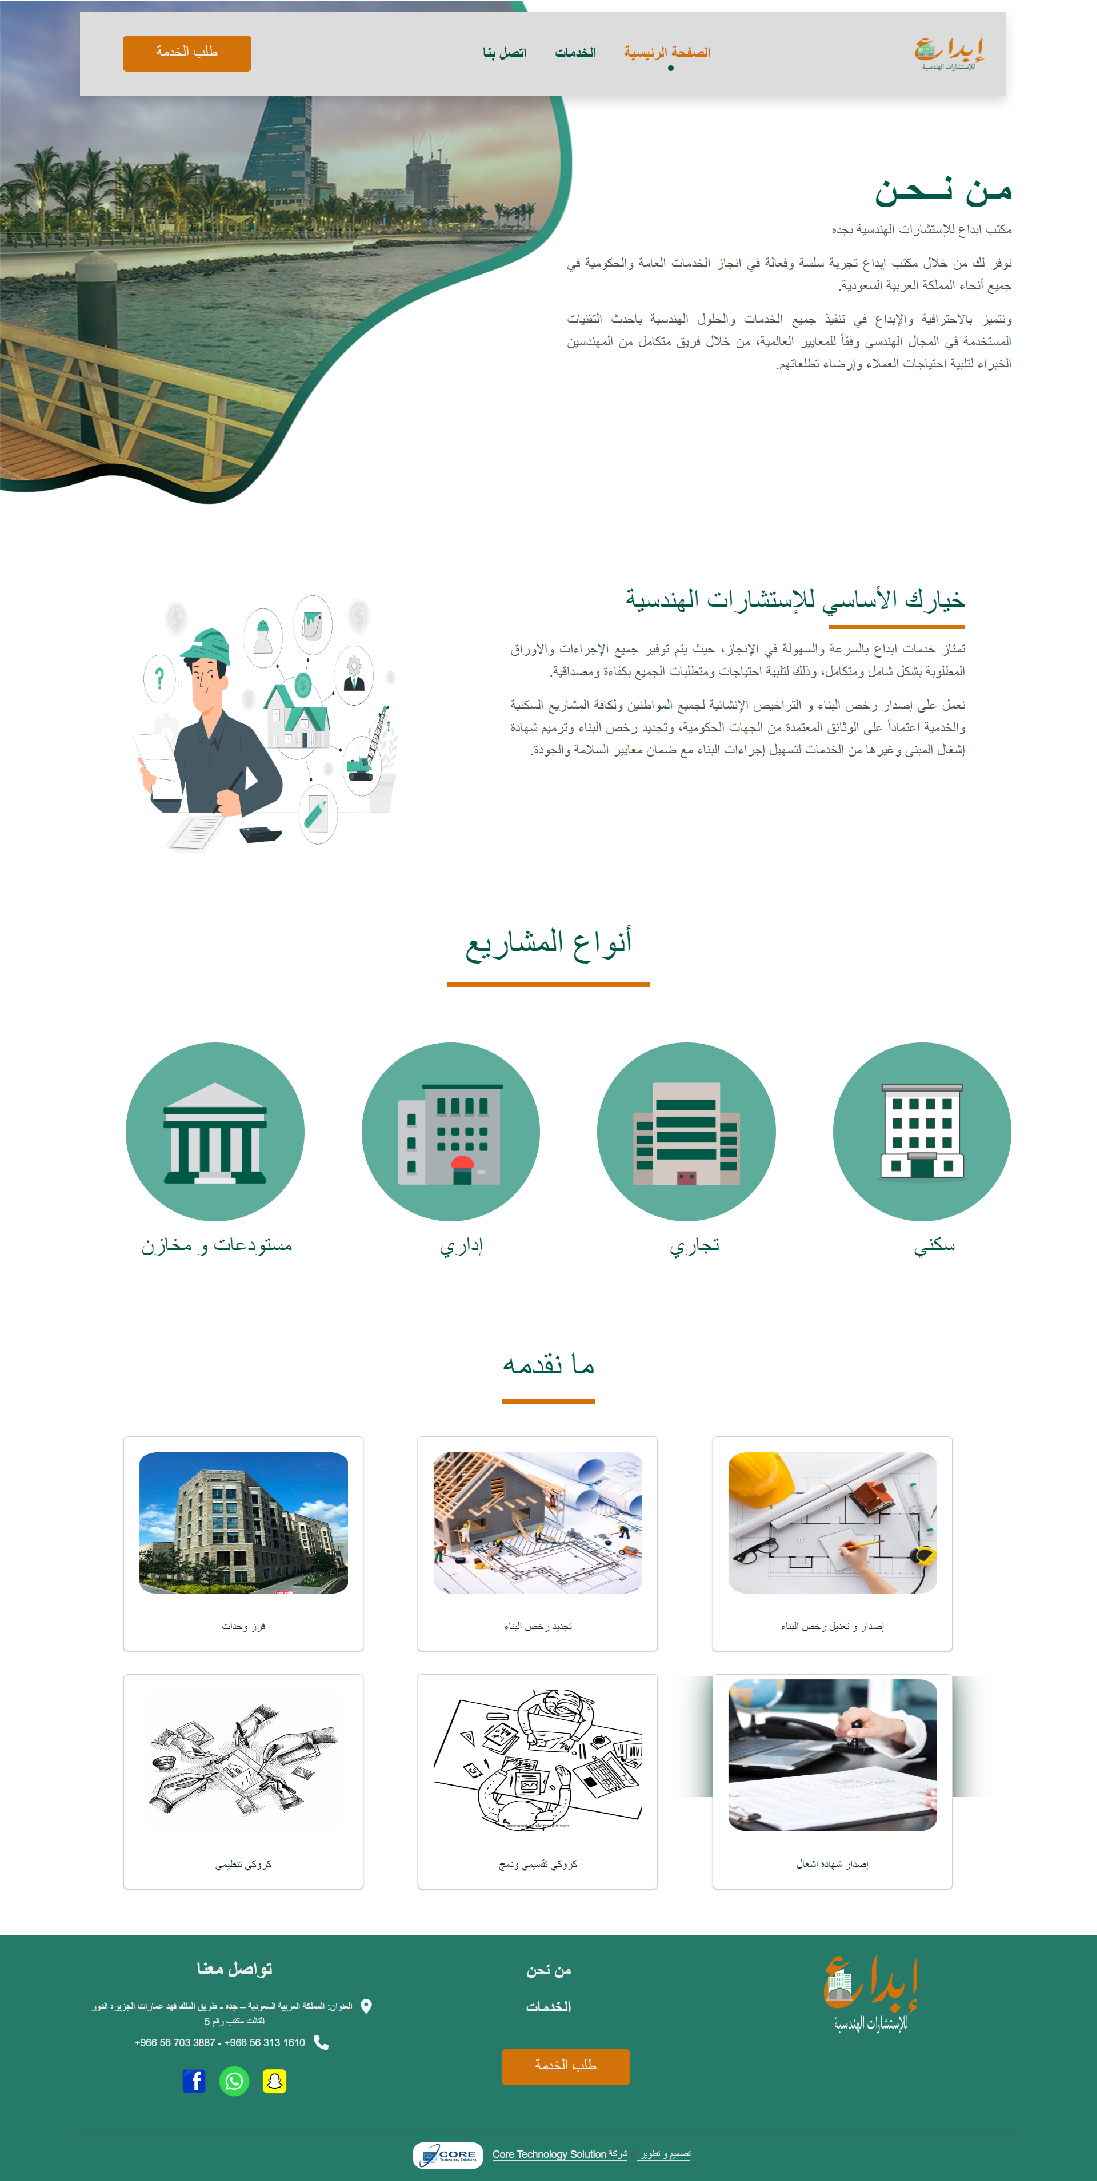 إبداع
للإستشارات الهندسية
الصفحة الرئيسية
الخدمات
اتصل بنا
طلب الخدمة
مـن نــحـن
مكتب ابداع للإستشارات الهندسية بجده
نوفر لك من خلال مكتب إبداع تجربة سلسة وفعالة في انجاز الخدمات العامة والحكومية في
جميع أنحاء المملكة العربية السعودية.
ونتميز بالاحترافية والإبداع في تنفيذ جميع الخدمات والحلول الهندسية بأحدث التقنيات
المستخدمة في المجال الهندسي وفقاً للمعايير العالمية، من خلال فريق متكامل من المهندسين
الخبراء لتلبية احتياجات العملاء وإرضاء تطلعاتهم.
خيارك الأساسي للإستشارات الهندسية
تمتاز خدمات ابداع بالسرعة والسهولة في الإنجاز، حيث يتم توفير جميع الإجراءات والأوراق
المطلوبة بشكل شامل ومتكامل، وذلك لتلبية احتياجات ومتطلبات الجميع بكفاءة ومصداقية.
نعمل على إصدار رخص البناء و التراخيص الإنشائية لجميع المواطنين ولكافة المشاريع السكنية
والخدمية اعتماداً على الوثائق المعتمدة من الجهات الحكومية، وتجديد رخص البناء وترميم شهادة
إشغال المبنى وغيرها من الخدمات لتسهيل إجراءات البناء مع ضمان معايير السلامة والجودة.
أنواع المشاريع
سكني
تجاري
إداري
مستودعات و مخازن
ما نقدمه
إصدار و تعديل رخص البناء
تجديد رخص البناء
فرز وحدات
إصدار شهادة اشغال
كروكي تقسيمي ودمج
كروكي تنظيمي
إبداع
للإستشارات الهندسية
من نحن
الخدمات
طلب الخدمة
تواصل معنا
العنوان: المملكة العربية السعودية – جده - طريق الملك فهد عمارات الجزيرة الدور
الثالث مكتب رقم 5
+966 56 703 3887 - +966 56 313 1610
تصميم و تطوير شركة Core Technology Solution
CORE
Technology Solutions